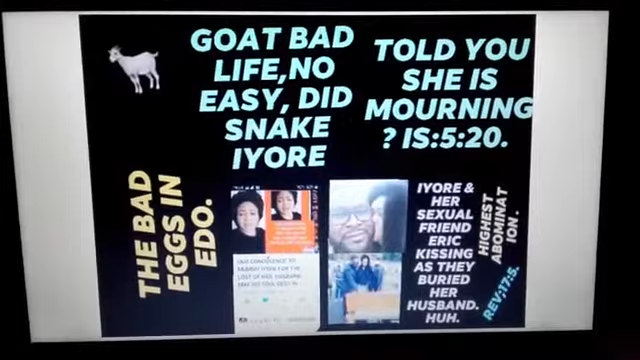 GOAT BAD
LIFE,NO
EASY, DID
SNAKE
IYORE
TOLD YOU
SHE IS
MOURNING
? IS:5:20.
THE BAD
EGGS IN
EDO.
IYORE &
HER
SEXUAL
FRIEND
ERIC
KISSING
AS THEY
BURIED
HER
HUSBAND.
HUH.
HIGHEST
ABOMINAT
ION.
REV;17:5.